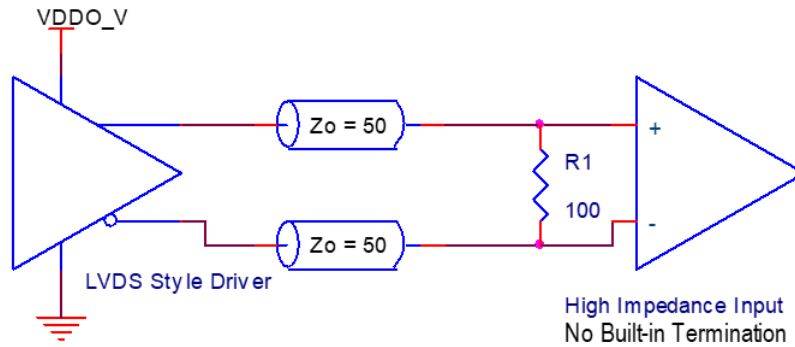 VDDO_V
Zo = 50
+
R1
100
Zo = 50
-
LVDS Style Driver
High Impedance Input
No Built-in Termination